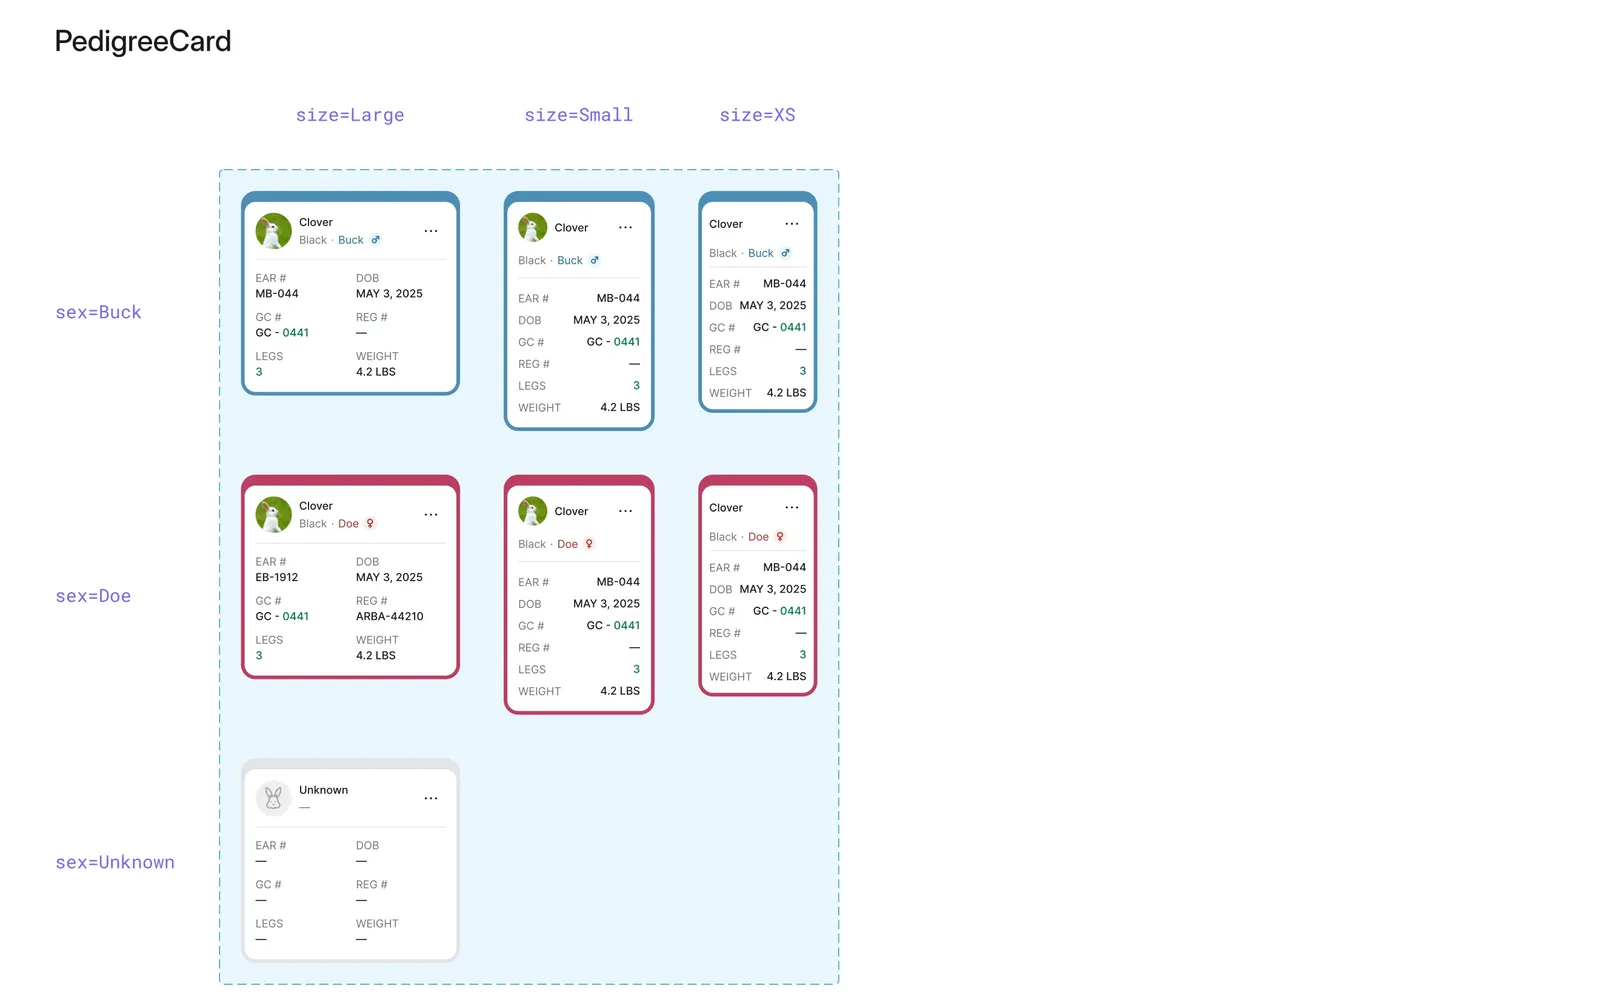 PedigreeCard
size=Large
size=Small
size=XS
sex=Buck
Clover
Black · Buck ♂
EAR # DOB
MB-044 MAY 3, 2025
GC # REG #
GC - 0441 —
LEGS WEIGHT
3 4.2 LBS
Clover
Black · Buck ♂
EAR # MB-044
DOB MAY 3, 2025
GC # GC - 0441
REG # —
LEGS 3
WEIGHT 4.2 LBS
Clover
Black · Buck ♂
EAR # MB-044
DOB MAY 3, 2025
GC # GC - 0441
REG # —
LEGS 3
WEIGHT 4.2 LBS
sex=Doe
Clover
Black · Doe ♀
EAR # DOB
EB-1912 MAY 3, 2025
GC # REG #
GC - 0441 ARBA-44210
LEGS WEIGHT
3 4.2 LBS
Clover
Black · Doe ♀
EAR # MB-044
DOB MAY 3, 2025
GC # GC - 0441
REG # —
LEGS 3
WEIGHT 4.2 LBS
Clover
Black · Doe ♀
EAR # MB-044
DOB MAY 3, 2025
GC # GC - 0441
REG # —
LEGS 3
WEIGHT 4.2 LBS
sex=Unknown
Unknown
—
EAR # DOB
— —
GC # REG #
— —
LEGS WEIGHT
— —